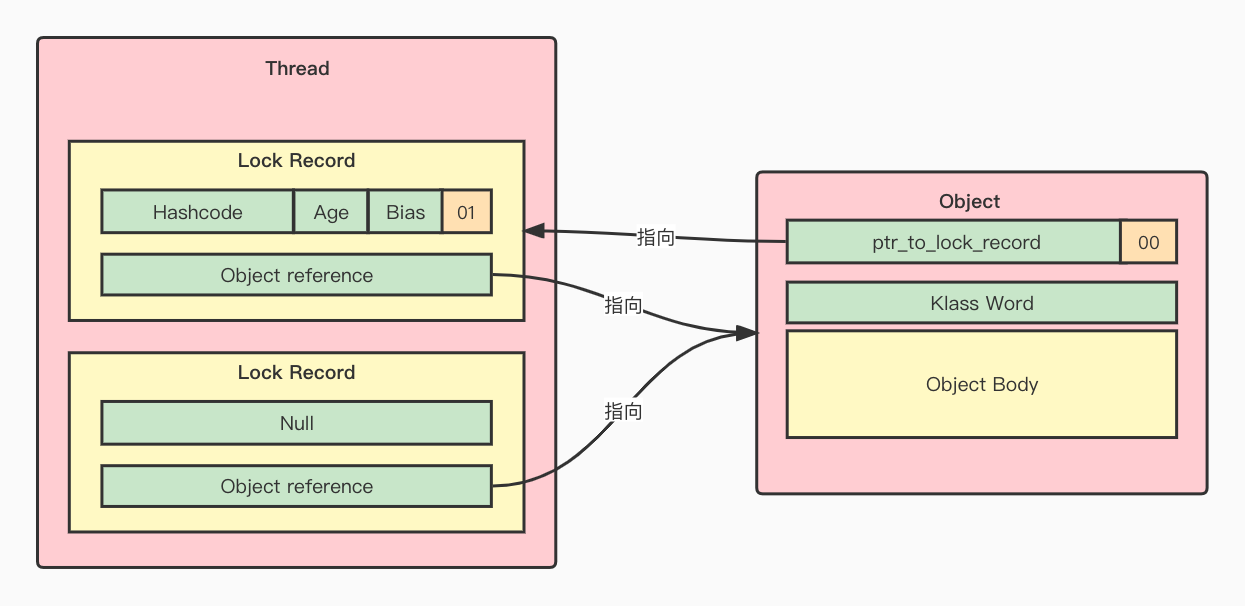 Thread
Lock Record
Hashcode Age Bias 01
Object reference
Lock Record
Null
Object reference
指向
指向
指向
Object
ptr_to_lock_record 00
Klass Word
Object Body